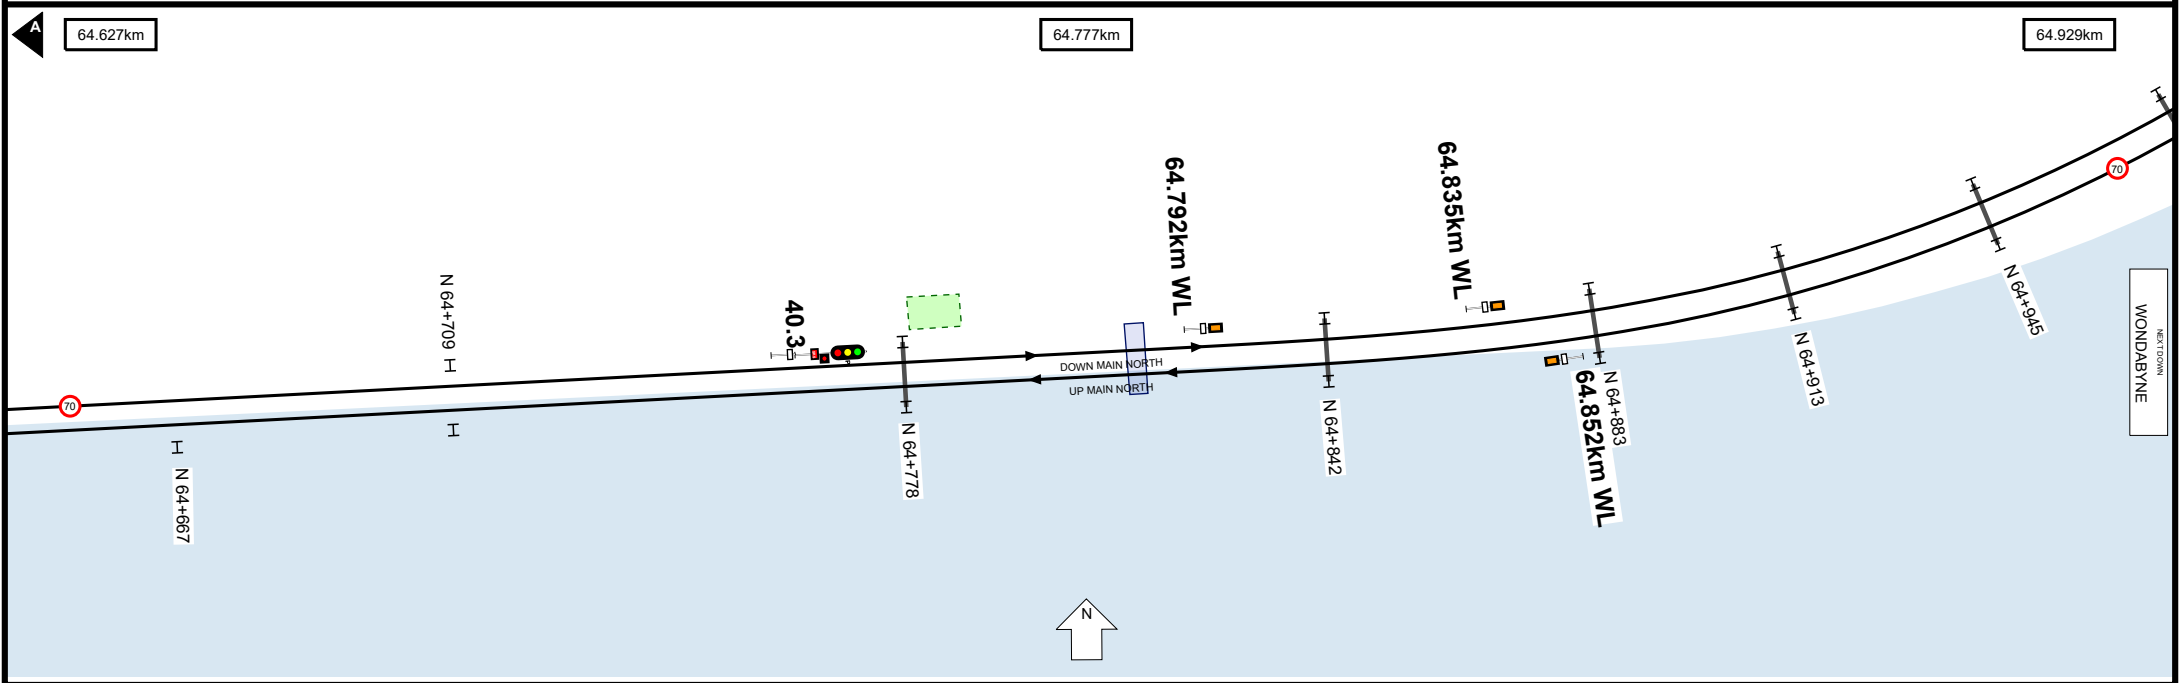 A
64.627km
64.777km
64.929km
70
N 64+709
N 64+667
40.3
N 64+778
DOWN MAIN NORTH
UP MAIN NORTH
64.792km WL
N 64+842
64.835km WL
64.852km WL
N 64+883
N 64+913
N 64+945
70
NEXT DOWN
WONDABYNE
N